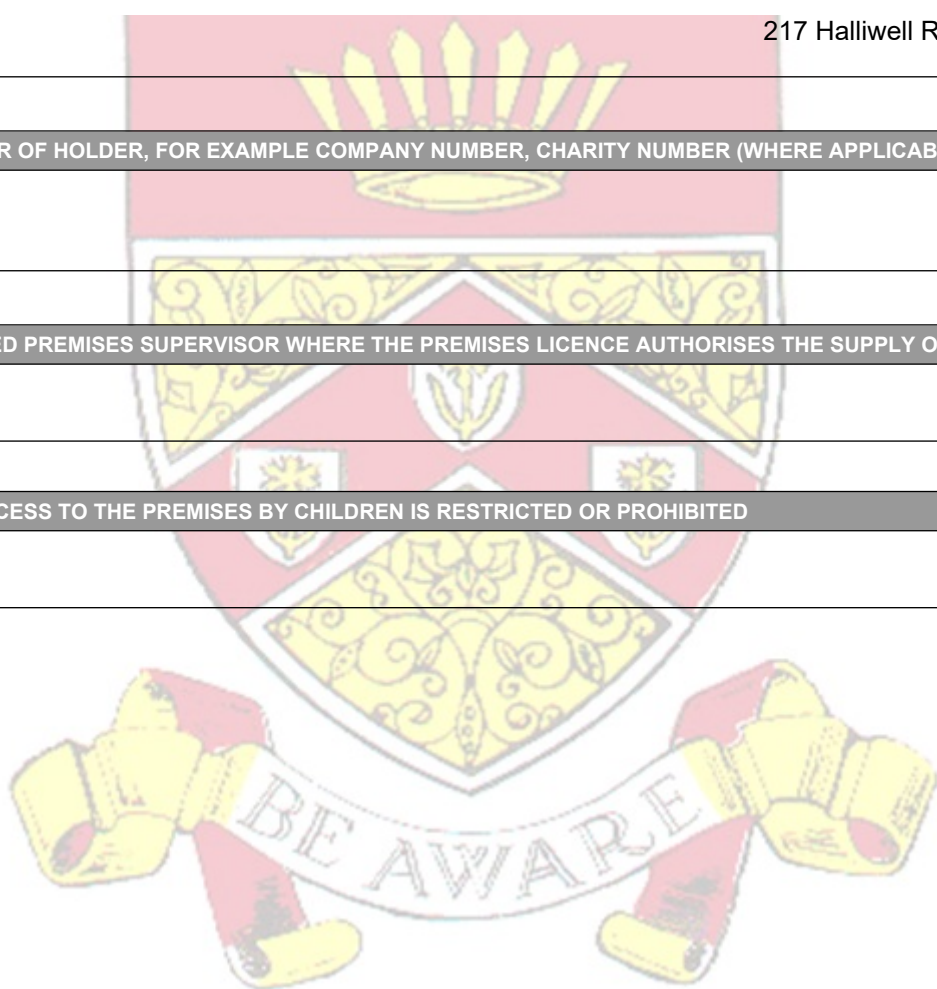 217 Halliwell R
R OF HOLDER, FOR EXAMPLE COMPANY NUMBER, CHARITY NUMBER (WHERE APPLICAB
ED PREMISES SUPERVISOR WHERE THE PREMISES LICENCE AUTHORISES THE SUPPLY O
CESS TO THE PREMISES BY CHILDREN IS RESTRICTED OR PROHIBITED
BE AWARE